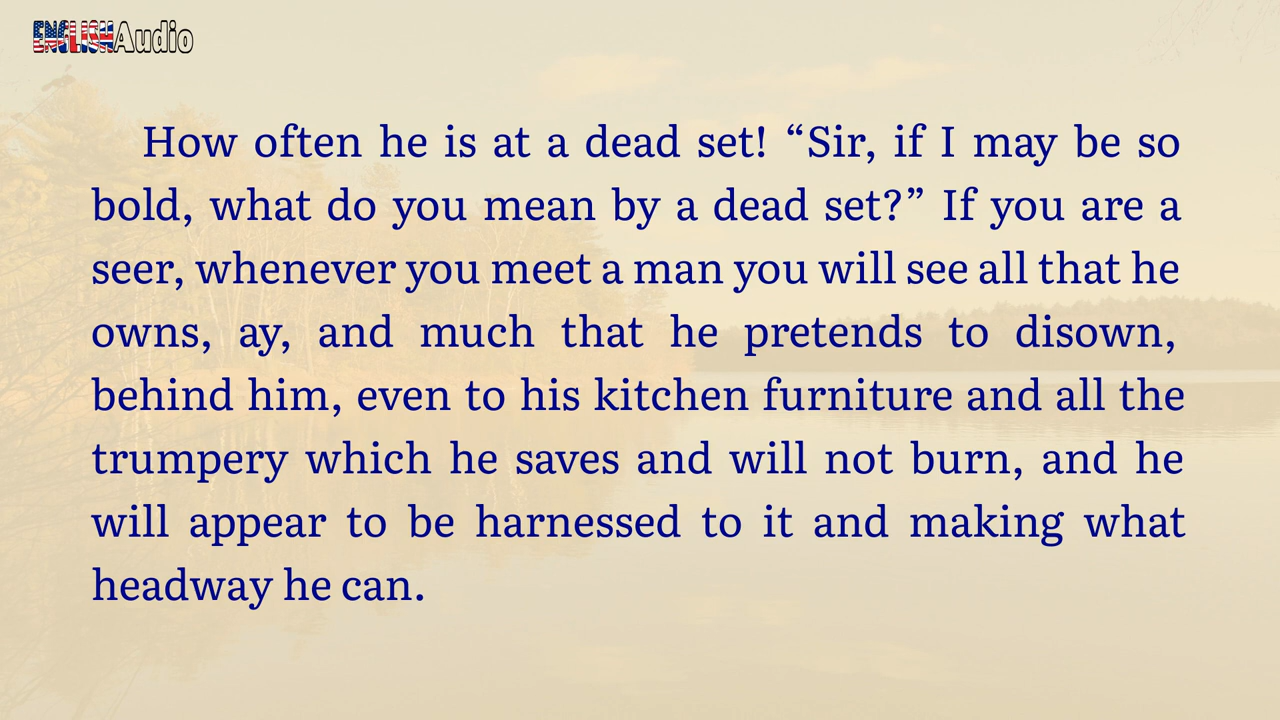 ENGLISHAudio
How often he is at a dead set! “Sir, if I may be so
bold, what do you mean by a dead set?” If you are a
seer, whenever you meet a man you will see all that he
owns, ay, and much that he pretends to disown,
behind him, even to his kitchen furniture and all the
trumpery which he saves and will not burn, and he
will appear to be harnessed to it and making what
headway he can.